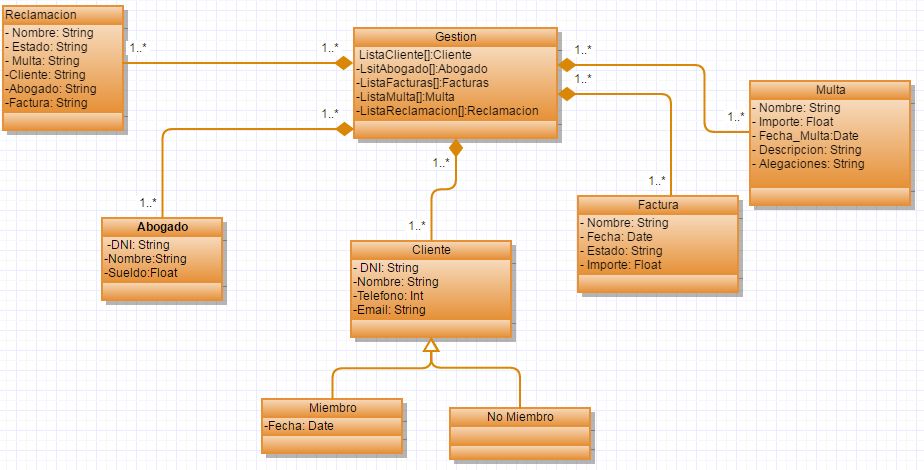 Reclamacion
- Nombre: String
- Estado: String
- Multa: String
-Cliente: String
-Abogado: String
-Factura: String
1..*
1..*
1..*
1..*
Gestion
ListaCliente[]:Cliente
-LsitAbogado[]:Abogado
-ListaFacturas[]:Facturas
-ListaMulta[]:Multa
-ListaReclamacion[]:Reclamacion
1..*
1..*
1..*
1..*
1..*
1..*
Multa
- Nombre: String
- Importe: Float
- Fecha_Multa:Date
- Descripcion: String
- Alegaciones: String
Abogado
-DNI: String
-Nombre:String
-Sueldo:Float
Factura
- Nombre: String
- Fecha: Date
- Estado: String
- Importe: Float
Cliente
- DNI: String
-Nombre: String
-Telefono: Int
-Email: String
Miembro
-Fecha: Date
No Miembro